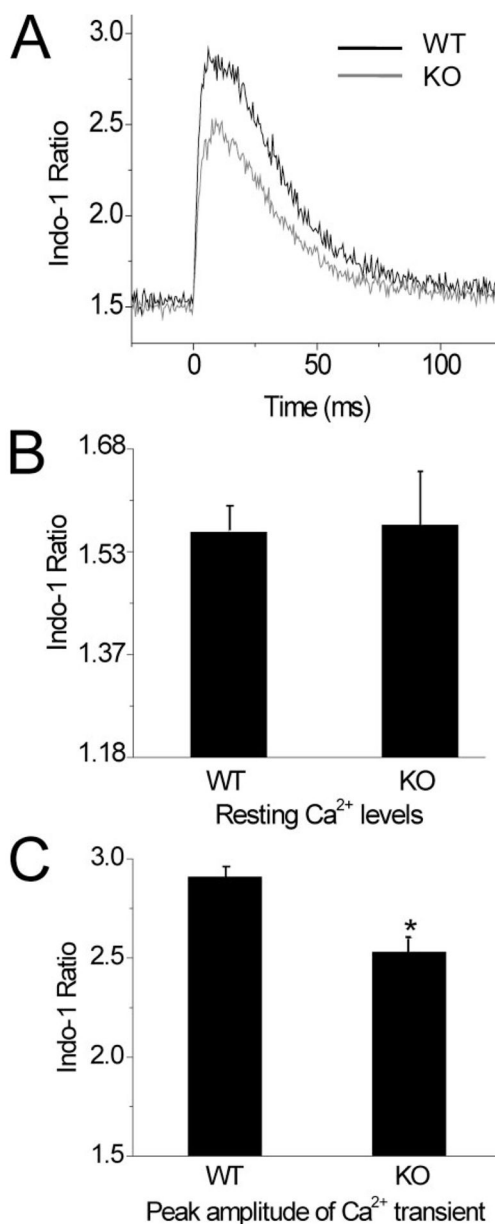 A
3.0
2.5
2.0
1.5
Indo-1 Ratio
WT
KO
0 50 100
Time (ms)
B
1.68
1.53
1.37
1.18
Indo-1 Ratio
WT KO
Resting Ca²⁺ levels
C
3.0
2.5
2.0
1.5
Indo-1 Ratio
*
WT KO
Peak amplitude of Ca²⁺ transient